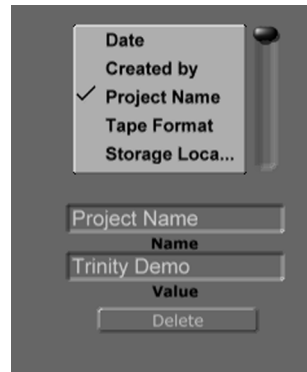 Date
Created by
Project Name
Tape Format
Storage Loca...
Project Name
Name
Trinity Demo
Value
Delete